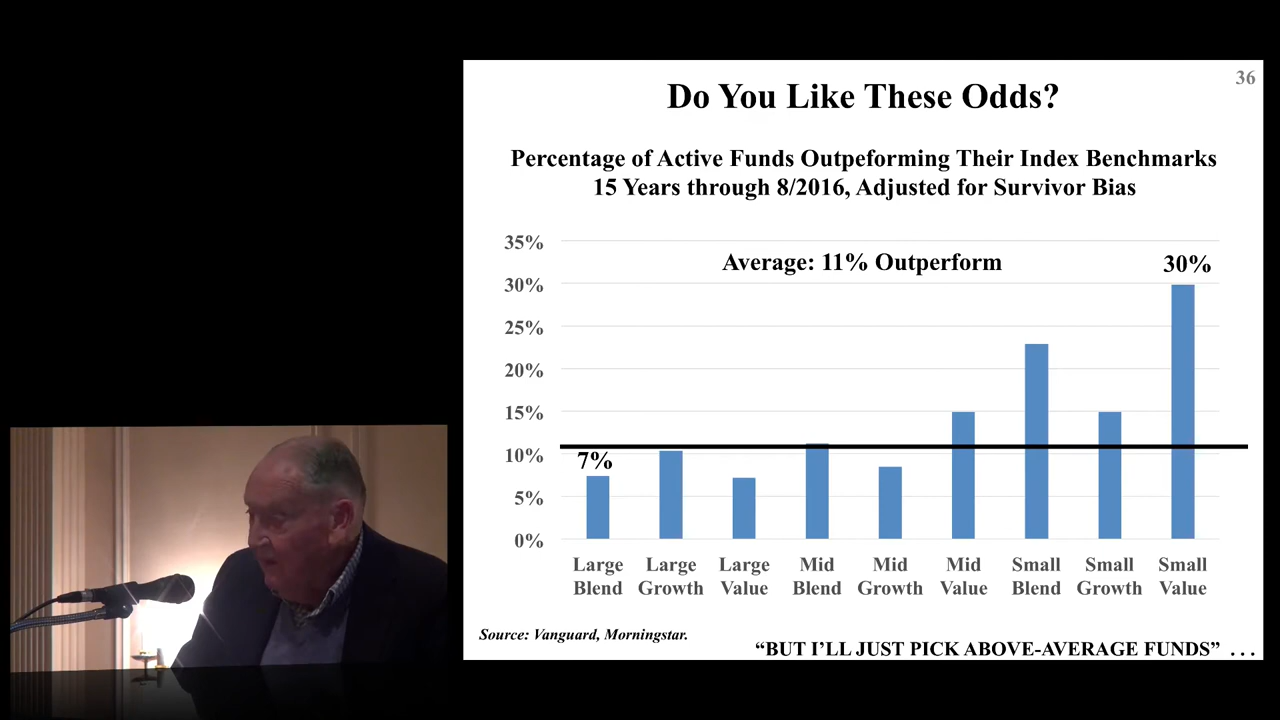 36
Do You Like These Odds?
Percentage of Active Funds Outpeforming Their Index Benchmarks
15 Years through 8/2016, Adjusted for Survivor Bias
35%
30%
25%
20%
15%
10%
5%
0%
Average: 11% Outperform
7%
30%
Large Blend
Large Growth
Large Value
Mid Blend
Mid Growth
Mid Value
Small Blend
Small Growth
Small Value
Source: Vanguard, Morningstar.
“BUT I’LL JUST PICK ABOVE-AVERAGE FUNDS” . . .